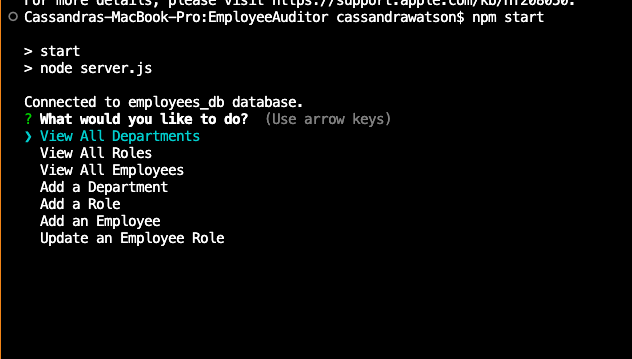 For more details, please visit https://support.apple.com/kb/HT208050.
Cassandras-MacBook-Pro:EmployeeAuditor cassandrawatson$ npm start
> start
> node server.js
Connected to employees_db database.
? What would you like to do? (Use arrow keys)
❯ View All Departments
View All Roles
View All Employees
Add a Department
Add a Role
Add an Employee
Update an Employee Role